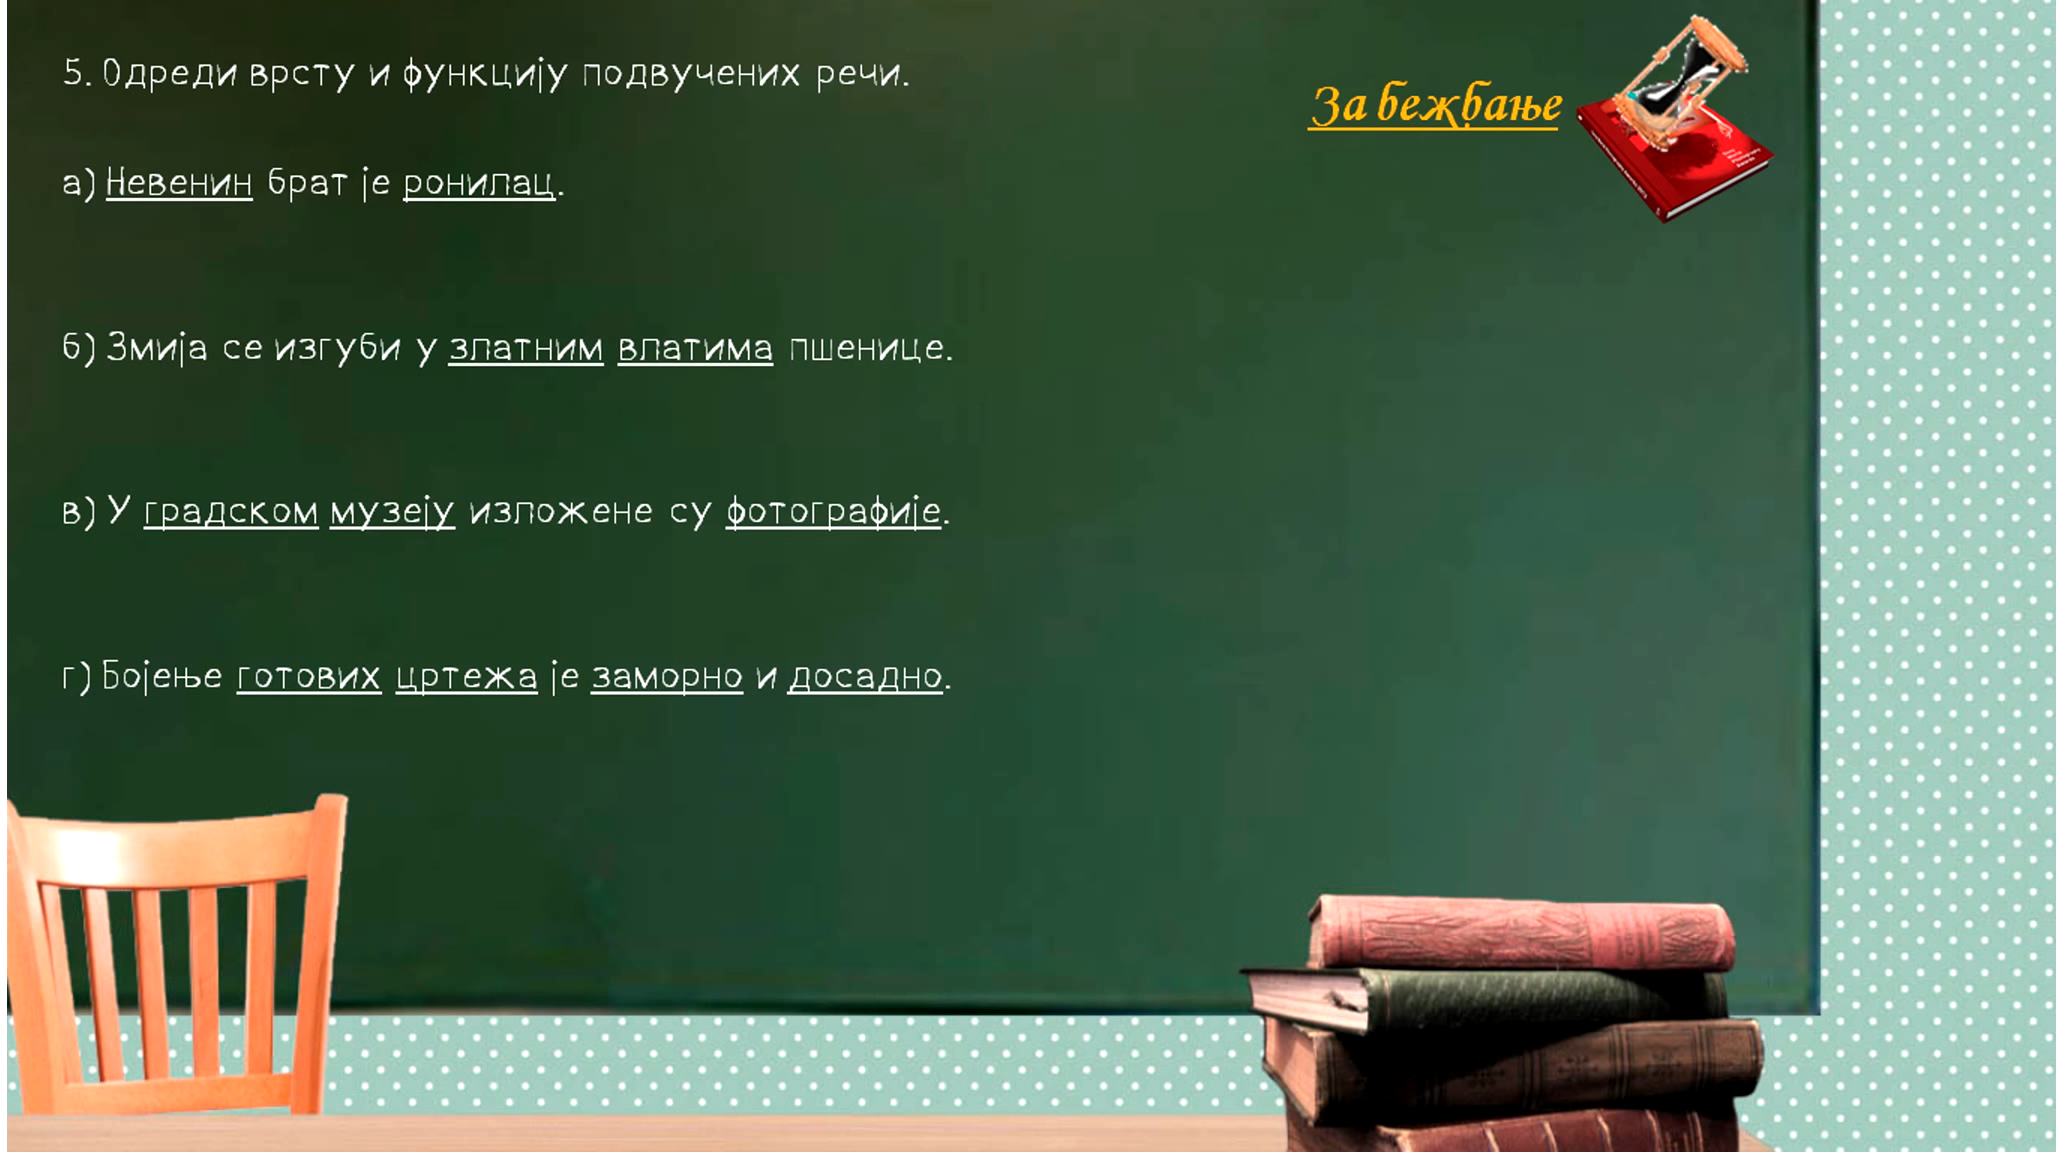 5. Одреди врсту и функцију подвучених речи.
За бежбање
а) Невенин брат је ронилац.
б) Змија се изгуби у златним влатима пшенице.
в) У градском музеју изложене су фотографије.
г) Бојење готових цртежа је заморно и досадно.